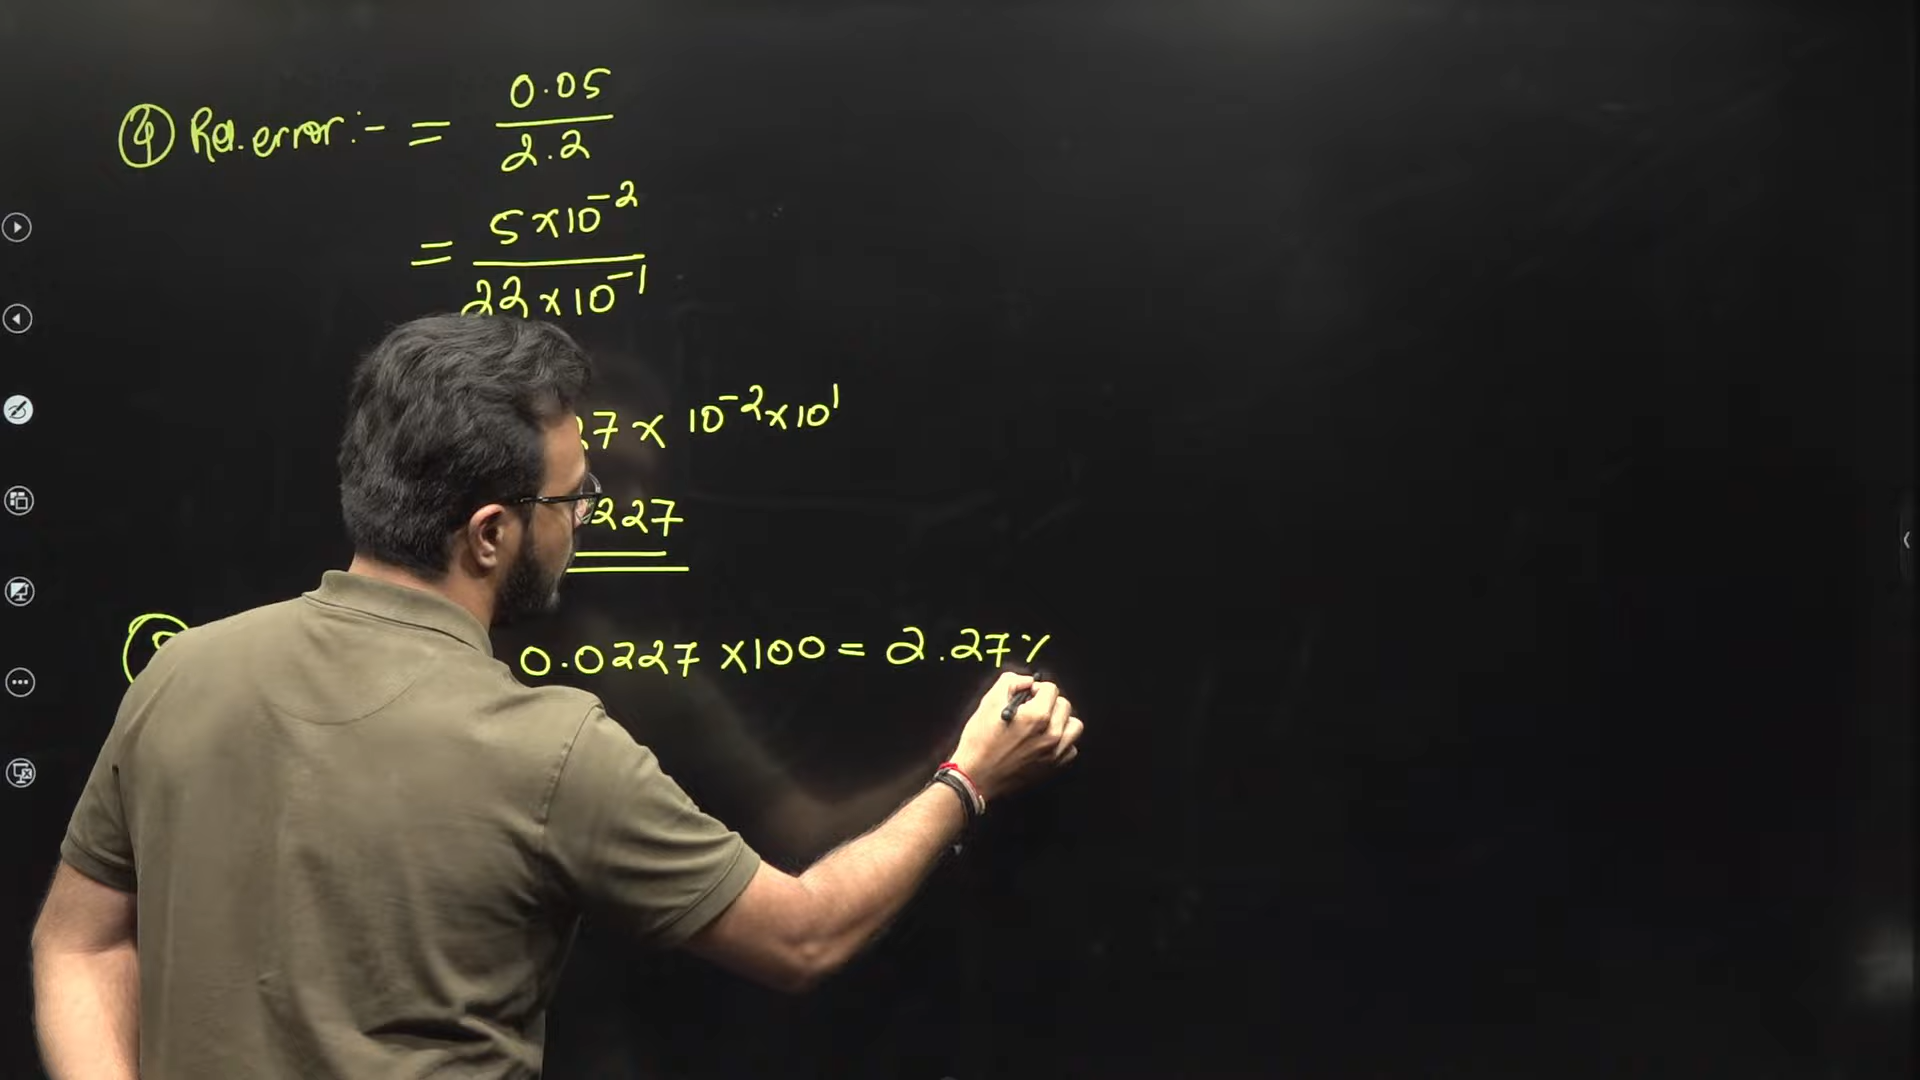 ④ Rel. error :- = 0.05 / 2.2
= 5×10⁻² / 22×10⁻¹
27 × 10⁻² × 10¹
227
0.0227 ×100 = 2.27%